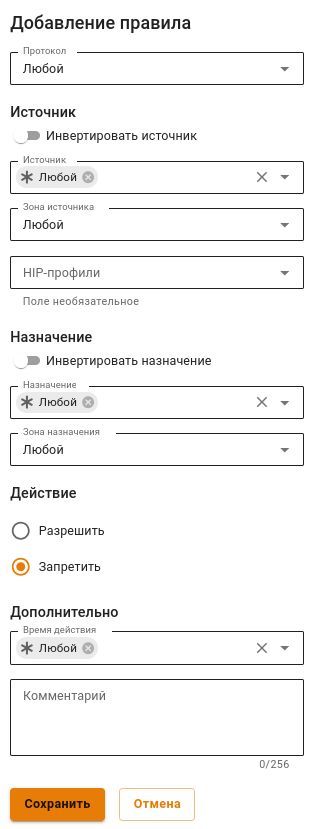 Добавление правила
Протокол
Любой
Источник
Инвертировать источник
Источник
Любой
Зона источника
Любой
HIP-профили
Поле необязательное
Назначение
Инвертировать назначение
Назначение
Любой
Зона назначения
Любой
Действие
Разрешить
Запретить
Дополнительно
Время действия
Любой
Комментарий
0/256
Сохранить Отмена